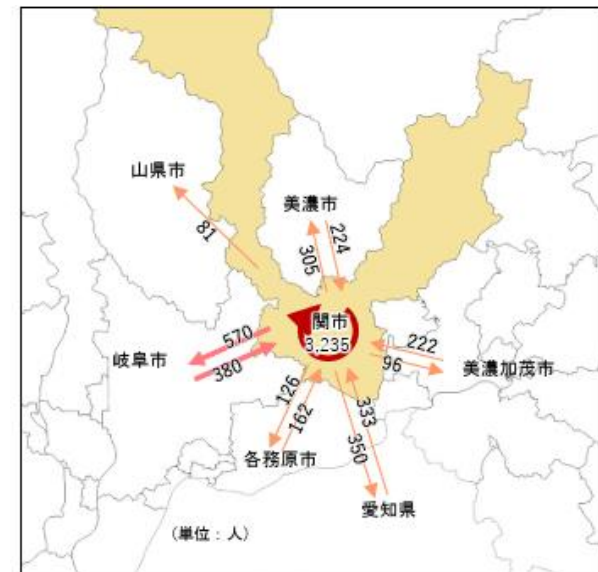 山県市
81
美濃市
224
305
関市
3,235
570
380
岐阜市
222
96
美濃加茂市
126
162
各務原市
333
350
愛知県
（単位：人）